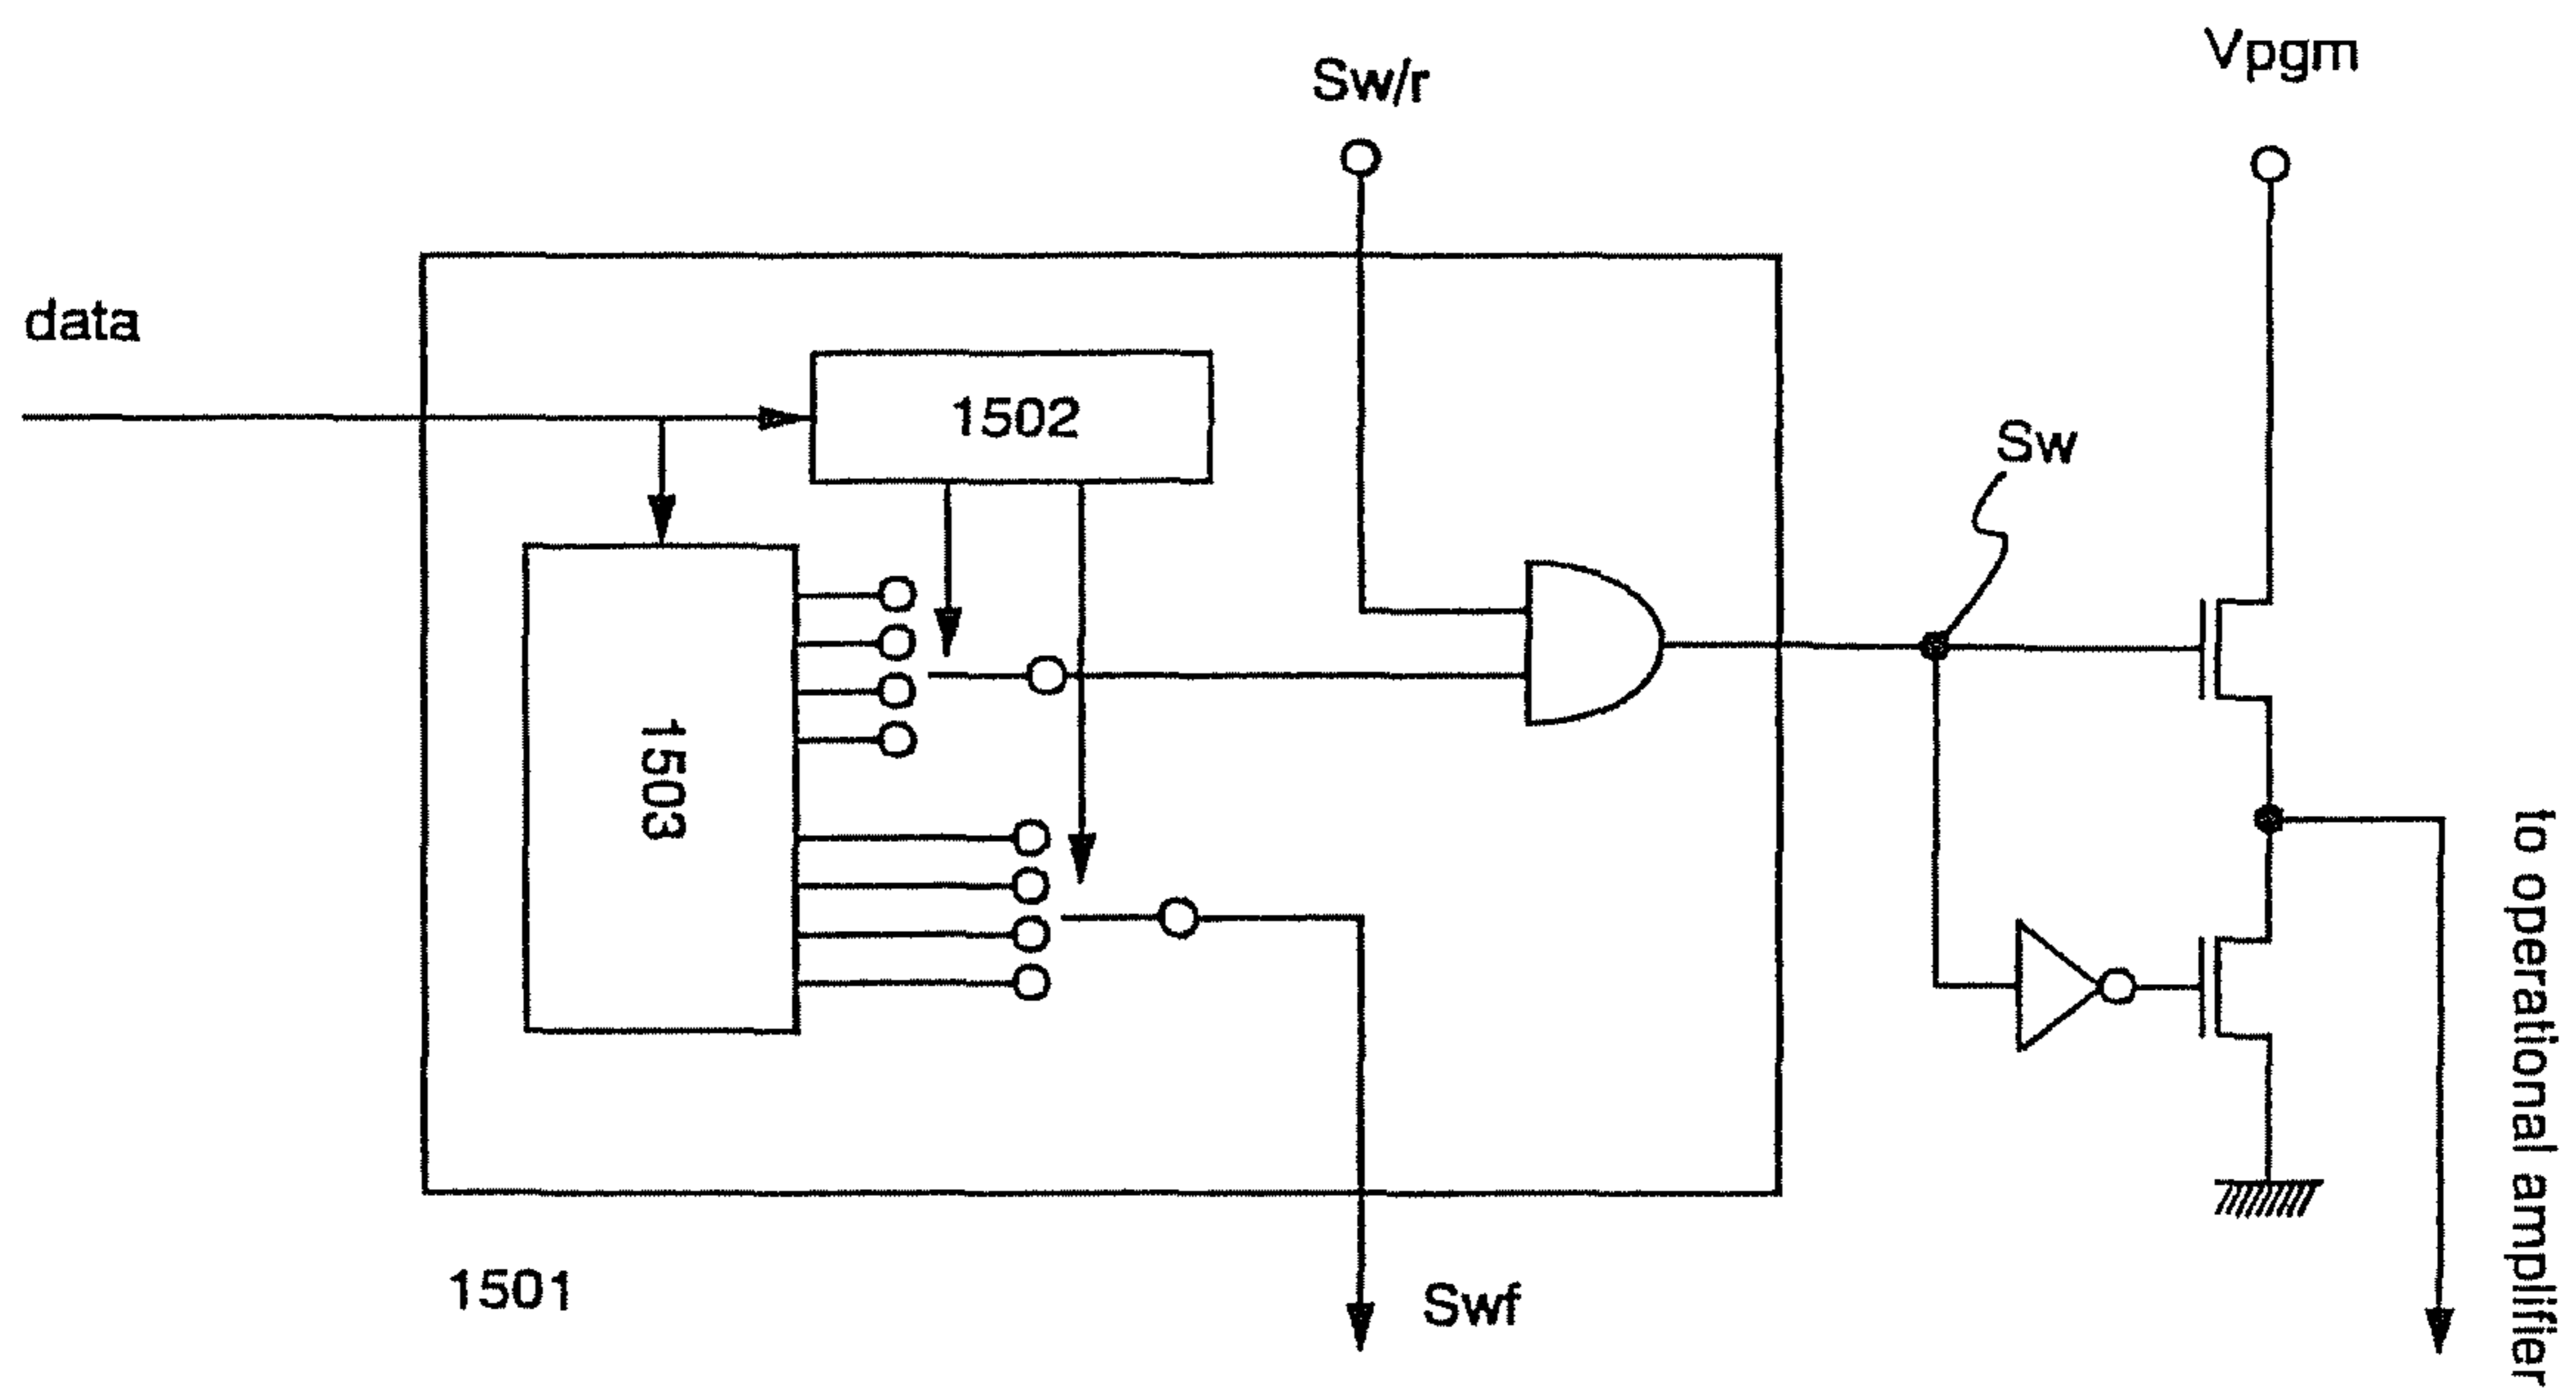 Vpgm
Sw/r
data
1502
Sw
1503
to operational amplifier
1501
Swf